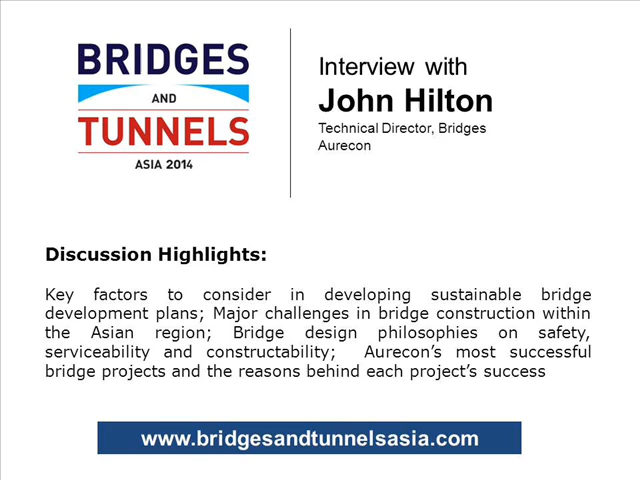 BRIDGES
AND
TUNNELS
ASIA 2014
Interview with
John Hilton
Technical Director, Bridges
Aurecon
Discussion Highlights:
Key factors to consider in developing sustainable bridge
development plans; Major challenges in bridge construction within
the Asian region; Bridge design philosophies on safety,
serviceability and constructability; Aurecon’s most successful
bridge projects and the reasons behind each project’s success
www.bridgesandtunnelsasia.com